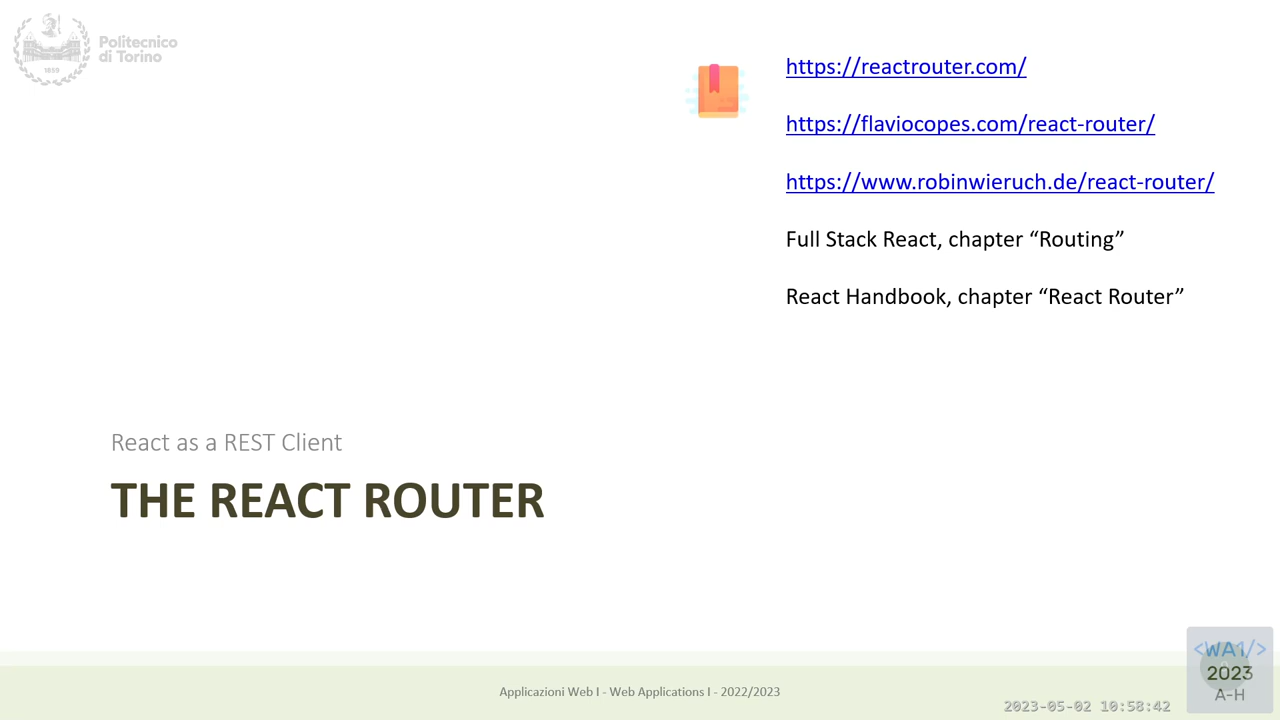 Politecnico
di Torino
1859
https://reactrouter.com/
https://flaviocopes.com/react-router/
https://www.robinwieruch.de/react-router/
Full Stack React, chapter “Routing”
React Handbook, chapter “React Router”
React as a REST Client
THE REACT ROUTER
Applicazioni Web I - Web Applications I - 2022/2023
2023-05-02 10:58:42
<WA1/>
2023
A-H